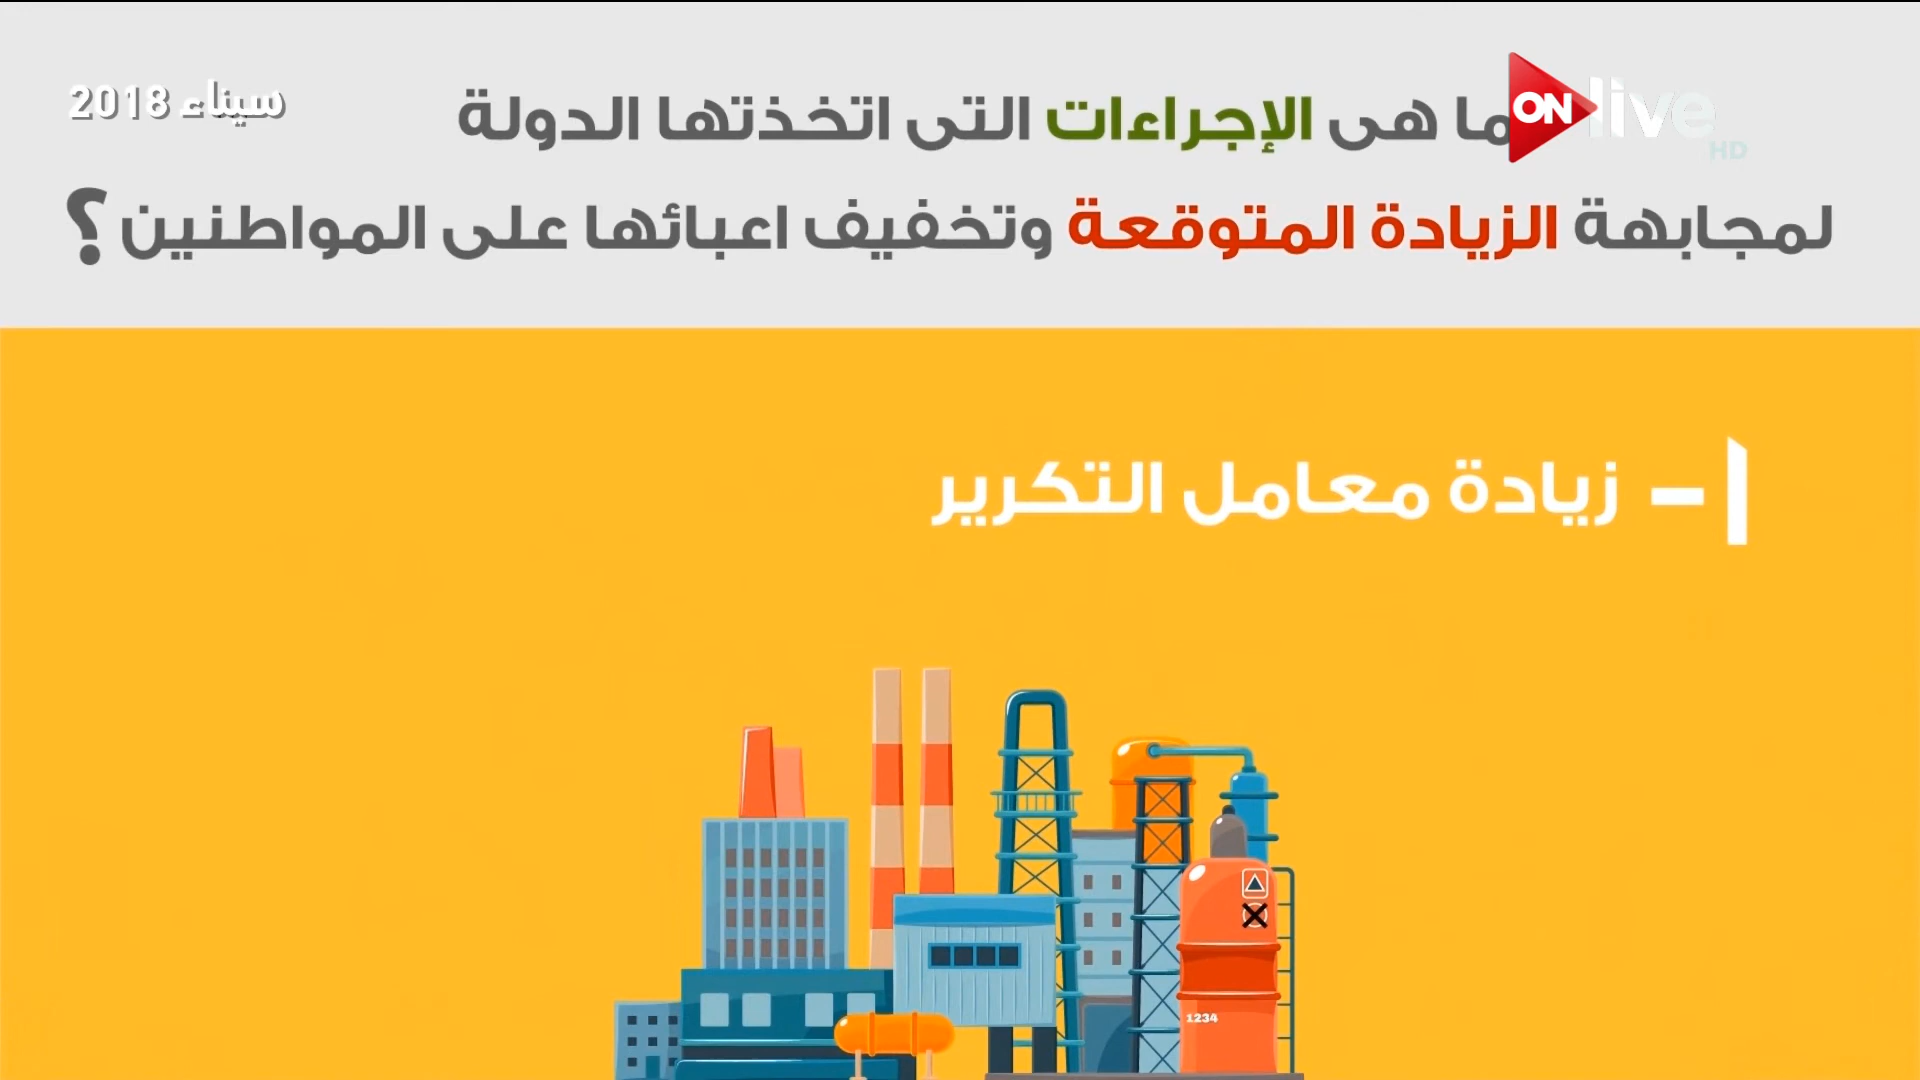 سيناء 2018
ON live
HD
ما هى الإجراءات التى اتخذتها الدولة
لمجابهة الزيادة المتوقعة وتخفيف اعبائها على المواطنين؟
١- زيادة معامل التكرير
1234